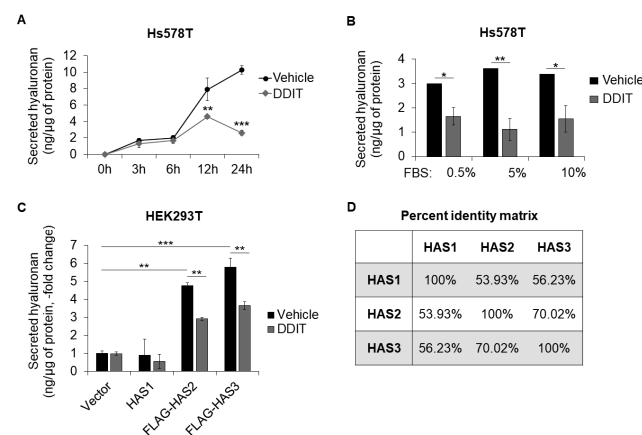 A
Hs578T
Secreted hyaluronan
(ng/µg of protein)
12
10
8
6
4
2
0
0h 3h 6h 12h 24h
**
***
Vehicle
DDIT
B
Hs578T
Secreted hyaluronan
(ng/µg of protein)
4
3
2
1
0
* ** *
FBS: 0.5% 5% 10%
Vehicle
DDIT
C
HEK293T
Secreted hyaluronan
(ng/µg of protein, -fold change)
7
6
5
4
3
2
1
0
***
**
**
**
Vector HAS1 FLAG-HAS2 FLAG-HAS3
Vehicle
DDIT
D
Percent identity matrix
HAS1 HAS2 HAS3
HAS1 100% 53.93% 56.23%
HAS2 53.93% 100% 70.02%
HAS3 56.23% 70.02% 100%